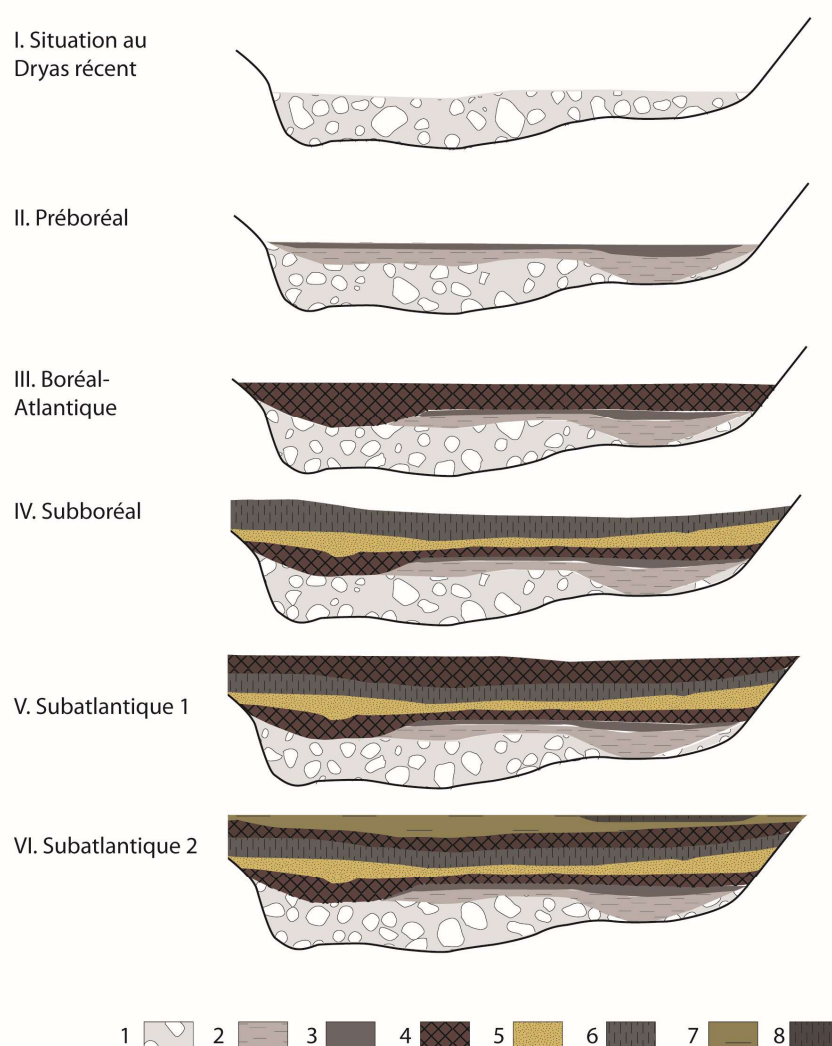 I. Situation au
Dryas récent
II. Préboréal
III. Boréal-
Atlantique
IV. Subboréal
V. Subatlantique 1
VI. Subatlantique 2
1 2 3 4 5 6 7 8